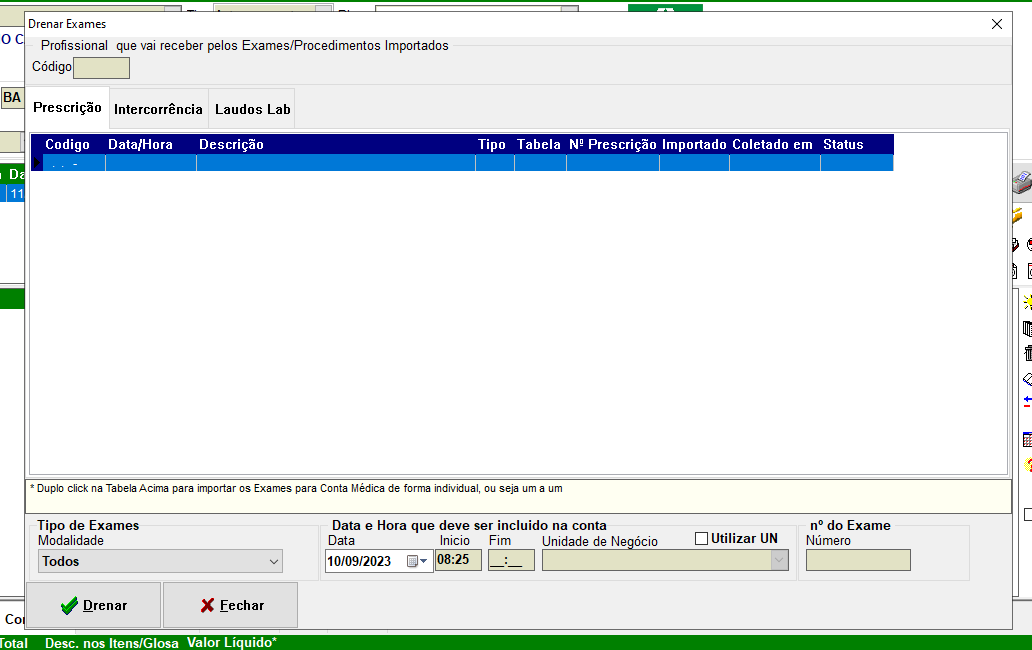 Drenar Exames
O C
Profissional que vai receber pelos Exames/Procedimentos Importados
Código
BA
Prescrição Intercorrência Laudos Lab
Codigo Data/Hora Descrição Tipo Tabela Nº Prescrição Importado Coletado em Status
. . -
Da
11
* Duplo click na Tabela Acima para importar os Exames para Conta Médica de forma individual, ou seja um a um
Tipo de Exames Data e Hora que deve ser incluido na conta nº do Exame
Modalidade Data Inicio Fim Unidade de Negócio Utilizar UN Número
Todos 10/09/2023 08:25 __:__
Drenar Fechar
Co
Total Desc. nos Itens/Glosa Valor Líquido*